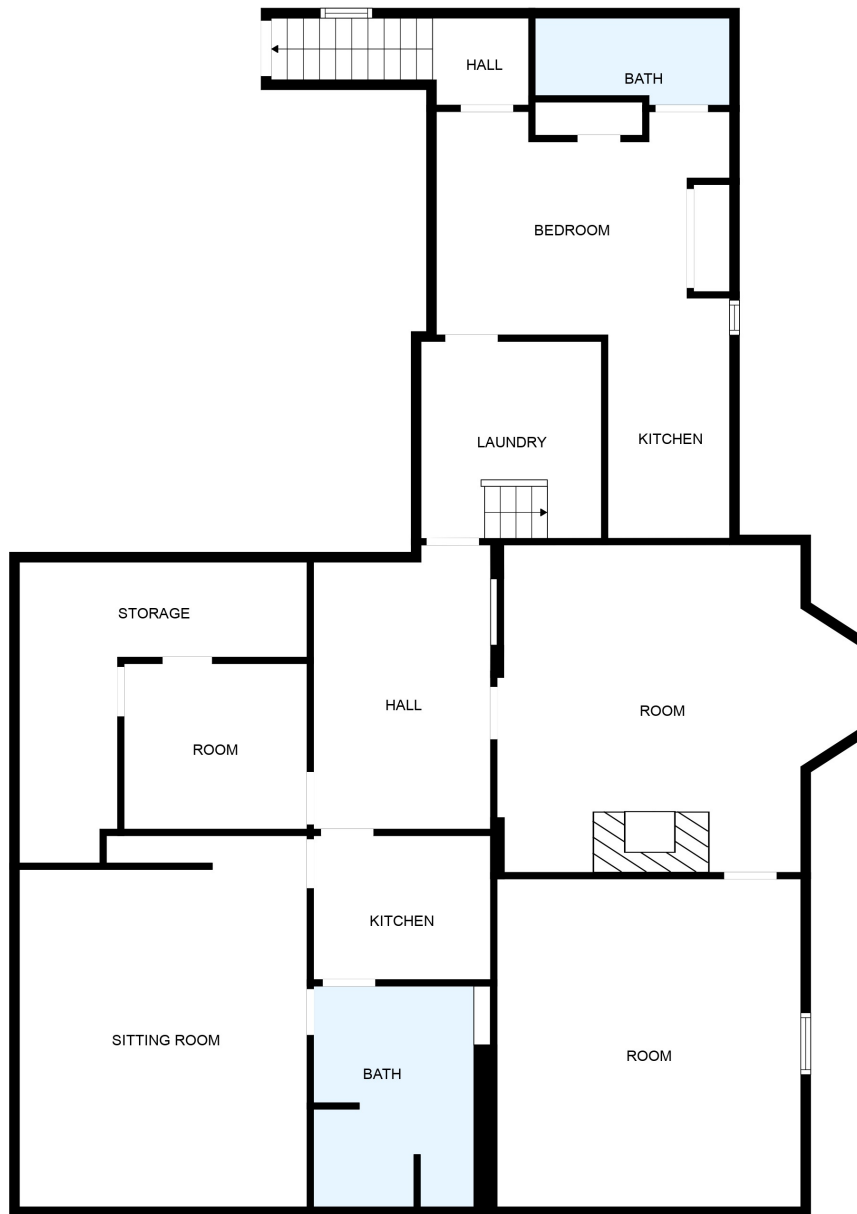 HALL
BATH
BEDROOM
LAUNDRY
KITCHEN
STORAGE
ROOM
HALL
ROOM
KITCHEN
SITTING ROOM
BATH
ROOM